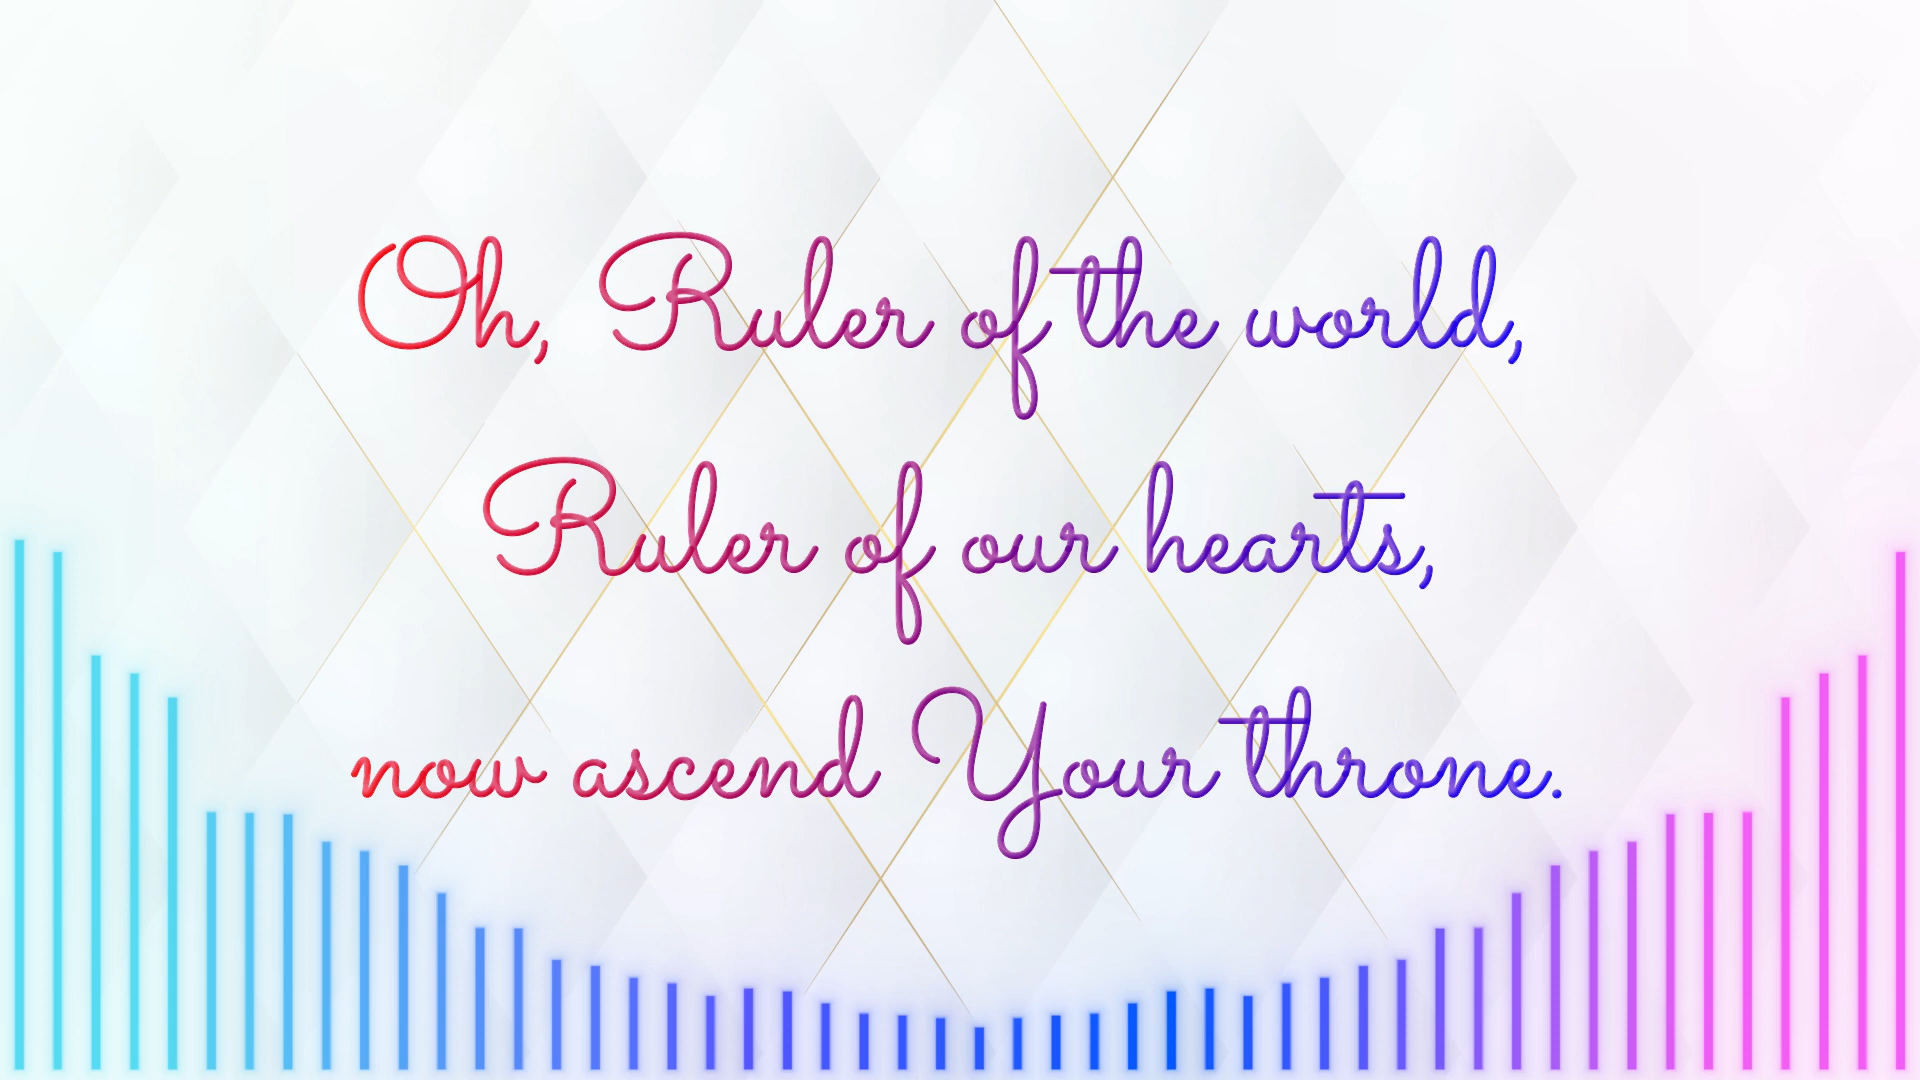 Oh, Ruler of the world,
Ruler of our hearts,
now ascend Your throne.